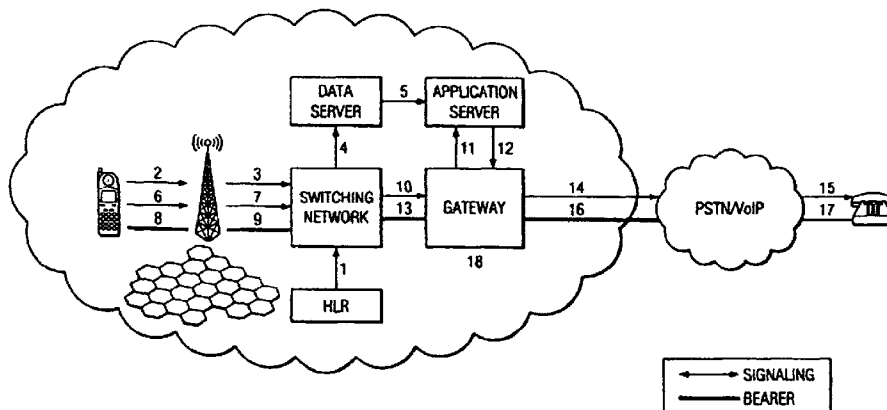 DATA
SERVER
5
APPLICATION
SERVER
4
11
12
2
3
6
7
8
9
SWITCHING
NETWORK
10
13
GATEWAY
14
16
PSTN/VoIP
15
17
18
1
HLR
SIGNALING
BEARER